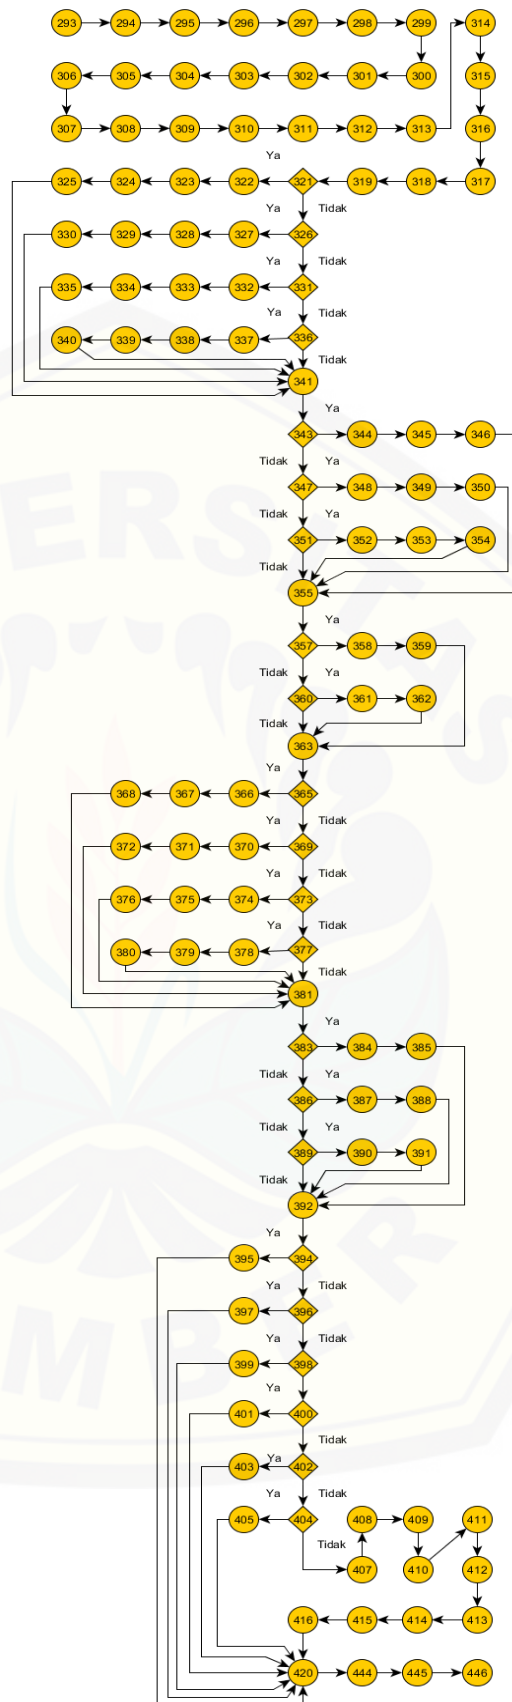 293 294 295 296 297 298 299 314
306 305 304 303 302 301 300 315
307 308 309 310 311 312 313 316
Ya
325 324 323 322 321 319 318 317
Ya Tidak
330 329 328 327 326
Ya Tidak
335 334 333 332 331
Ya Tidak
340 339 338 337 336
Tidak
341
Ya
343 344 345 346
Tidak Ya
347 348 349 350
Tidak Ya
351 352 353 354
Tidak
355
Ya
357 358 359
Tidak Ya
360 361 362
Tidak
363
Ya
368 367 366 365
Ya Tidak
372 371 370 369
Ya Tidak
376 375 374 373
Ya Tidak
380 379 378 377
Tidak
381
Ya
383 384 385
Tidak Ya
386 387 388
Tidak Ya
389 390 391
Tidak
392
Ya
395 394
Ya Tidak
397 396
Ya Tidak
399 398
Ya
401 400
Tidak
Ya
403 402
Ya Tidak
405 404 408 409 411
Tidak
407 410 412
416 415 414 413
420 444 445 446
ERSITAS
MBER